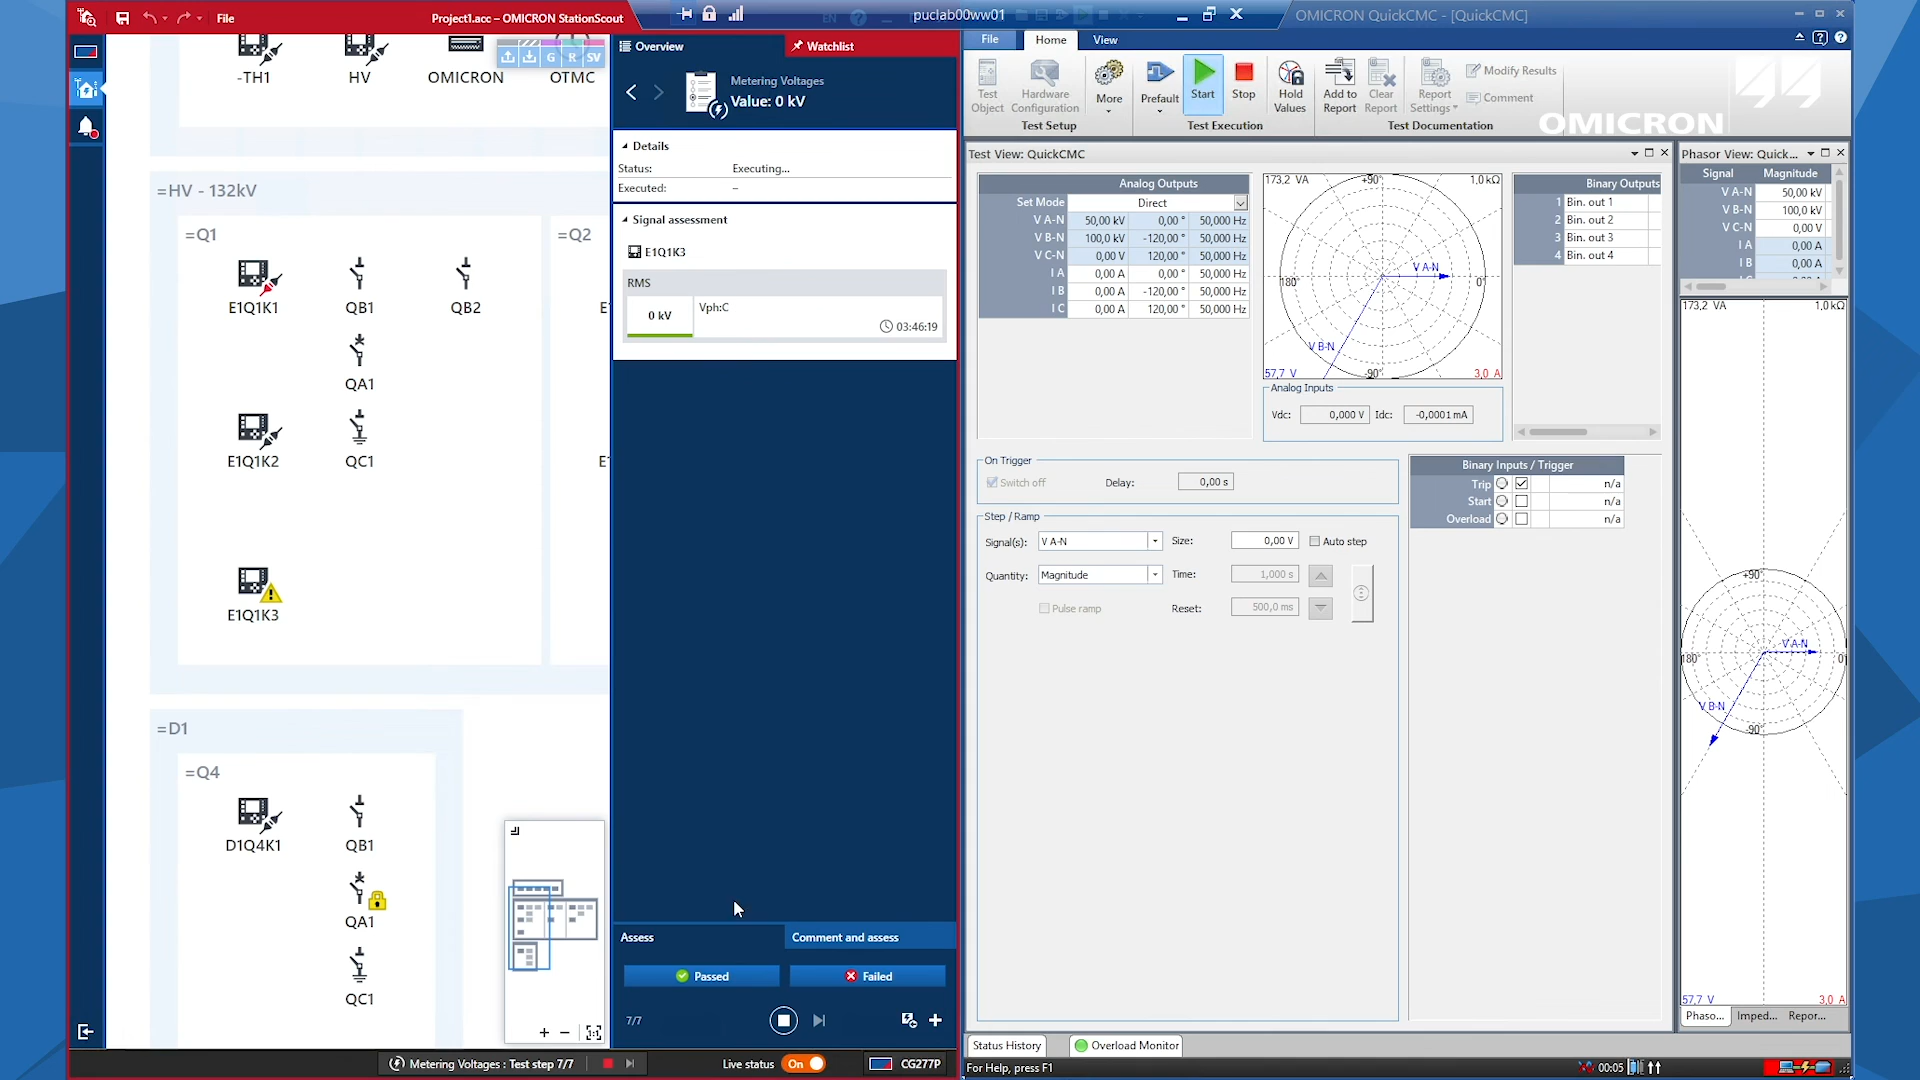 File
Project1.acc – OMICRON StationScout
-TH1
HV
OMICRON
OTMC
G
R
SV
=HV - 132kV
=Q1
=Q2
E1Q1K1
QB1
QB2
QA1
E1Q1K2
QC1
E1Q1K3
=D1
=Q4
D1Q4K1
QB1
QA1
QC1
Metering Voltages : Test step 7/7
Overview
Watchlist
Metering Voltages
Value: 0 kV
Details
Status:
Executing...
Executed:
–
Signal assessment
E1Q1K3
RMS
0 kV
Vph:C
03:46:19
Assess
Comment and assess
Passed
Failed
7/7
Live status
On
CG277P
puclab00ww01
OMICRON QuickCMC - [QuickCMC]
File
Home
View
Test Object
Hardware Configuration
More
Prefault
Start
Stop
Hold Values
Add to Report
Clear Report
Report Settings
Modify Results
Comment
Test Setup
Test Execution
Test Documentation
OMICRON
Test View: QuickCMC
Analog Outputs
Set Mode
Direct
V A-N 50,00 kV 0,00 ° 50,000 Hz
V B-N 100,0 kV -120,00 ° 50,000 Hz
V C-N 0,00 V 120,00 ° 50,000 Hz
I A 0,00 A 0,00 ° 50,000 Hz
I B 0,00 A -120,00 ° 50,000 Hz
I C 0,00 A 120,00 ° 50,000 Hz
173,2 VA
+90°
1,0 kΩ
V A-N
180°
0°
V B-N
57,7 V
-90°
3,0 A
Analog Inputs
Vdc:
0,000 V
Idc:
-0,0001 mA
Binary Outputs
1 Bin. out 1
2 Bin. out 2
3 Bin. out 3
4 Bin. out 4
On Trigger
Switch off
Delay:
0,00 s
Step / Ramp
Signal(s):
V A-N
Size:
0,00 V
Auto step
Quantity:
Magnitude
Time:
1,000 s
Pulse ramp
Reset:
500,0 ms
Binary Inputs / Trigger
Trip
n/a
Start
n/a
Overload
n/a
Phasor View: Quick...
Signal
Magnitude
V A-N 50,00 kV
V B-N 100,0 kV
V C-N 0,00 V
I A 0,00 A
I B 0,00 A
173,2 VA
1,0 kΩ
+90°
V A-N
180°
V B-N
-90°
57,7 V
3,0 A
Phaso...
Imped...
Repor...
Status History
Overload Monitor
For Help, press F1
00:05